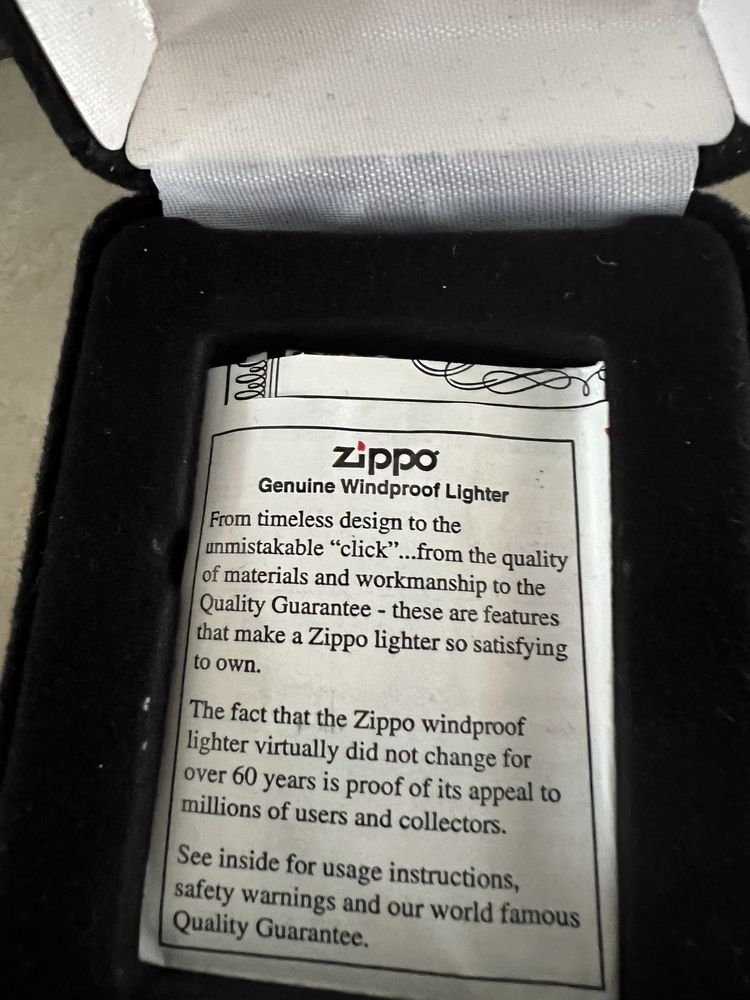 zippo
Genuine Windproof Lighter
From timeless design to the
unmistakable “click”...from the quality
of materials and workmanship to the
Quality Guarantee - these are features
that make a Zippo lighter so satisfying
to own.
The fact that the Zippo windproof
lighter virtually did not change for
over 60 years is proof of its appeal to
millions of users and collectors.
See inside for usage instructions,
safety warnings and our world famous
Quality Guarantee.